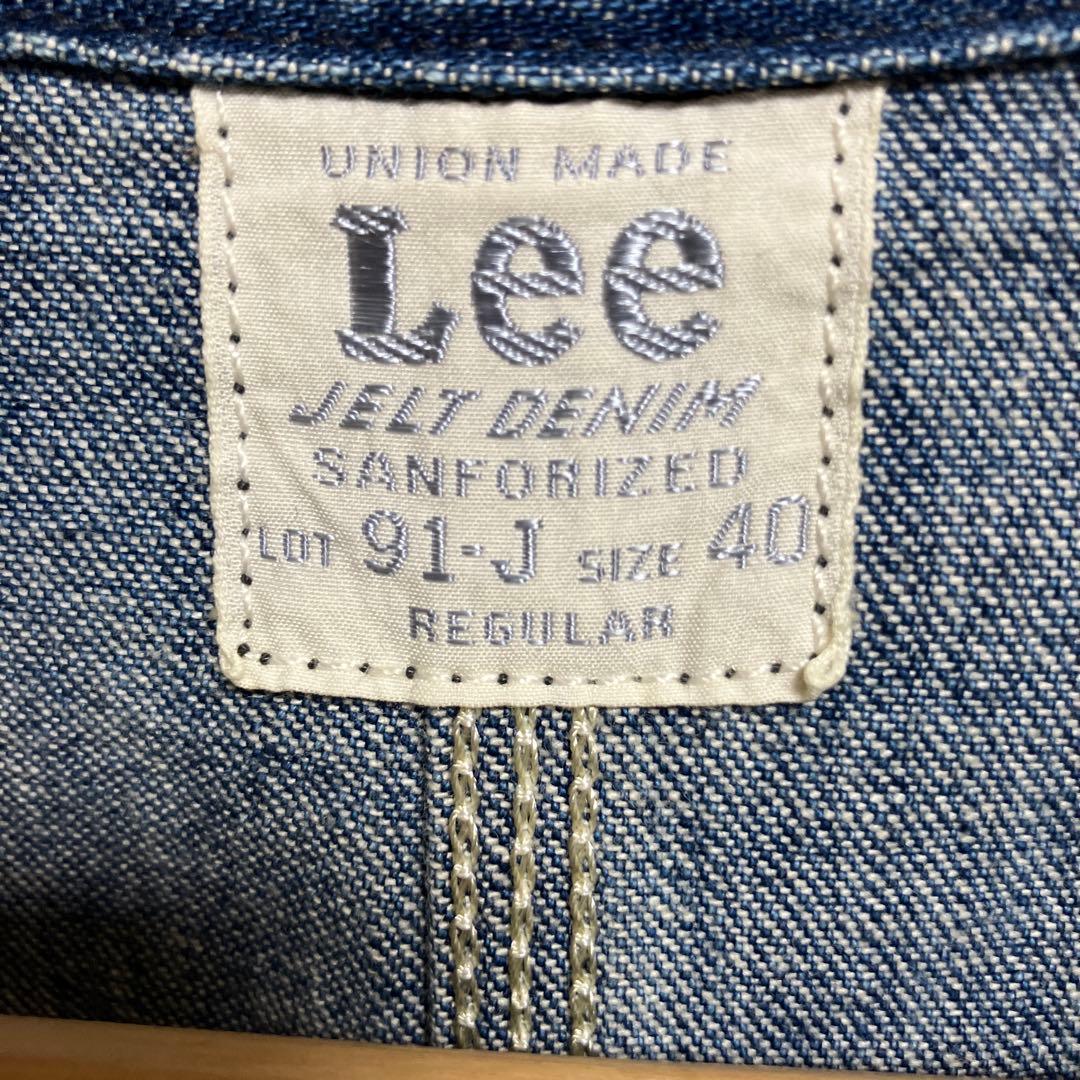 UNION MADE
Lee
JELT DENIM
SANFORIZED
LOT 91-J SIZE 40
REGULAR